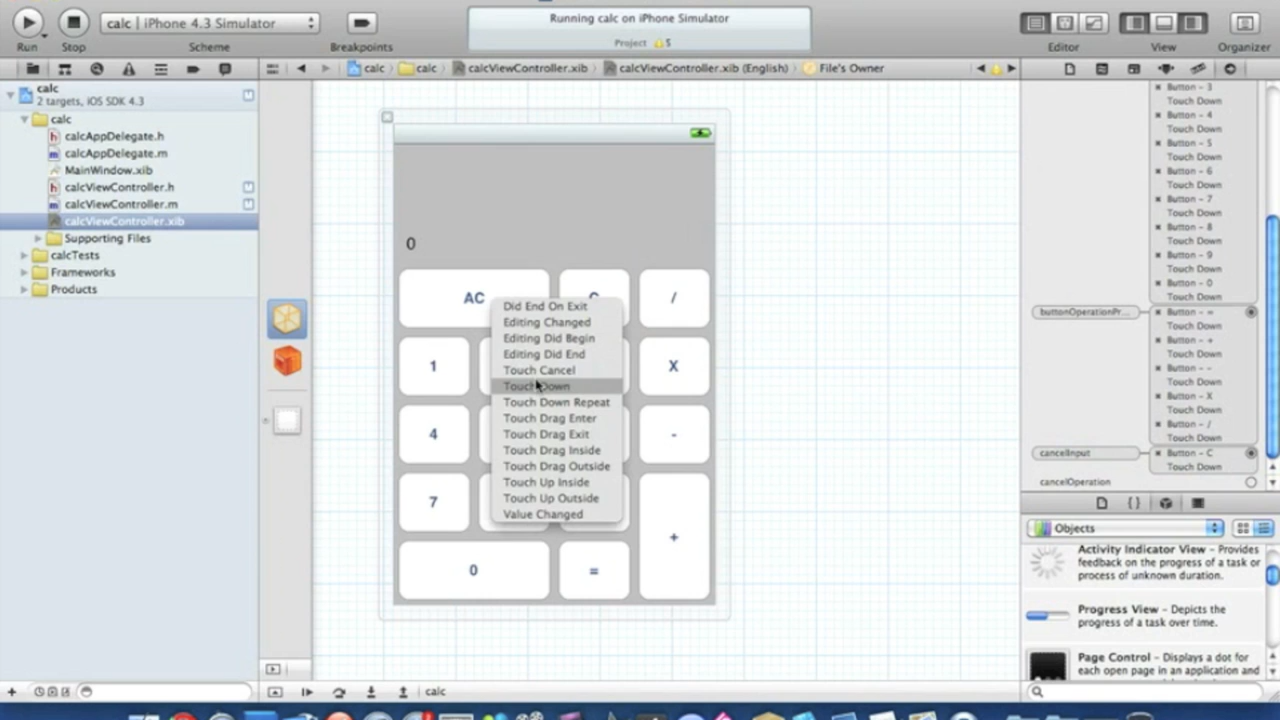 calc | iPhone 4.3 Simulator
Running calc on iPhone Simulator
Project 5
Run
Stop
Scheme
Breakpoints
Editor
View
Organizer
calc
calc
calcViewController.xib
calcViewController.xib (English)
File's Owner
calc
2 targets, iOS SDK 4.3
calc
calcAppDelegate.h
calcAppDelegate.m
MainWindow.xib
calcViewController.h
calcViewController.m
calcViewController.xib
Supporting Files
calcTests
Frameworks
Products
0
AC
/
1
X
4
-
7
+
0
=
Did End On Exit
Editing Changed
Editing Did Begin
Editing Did End
Touch Cancel
Touch Down
Touch Down Repeat
Touch Drag Enter
Touch Drag Exit
Touch Drag Inside
Touch Drag Outside
Touch Up Inside
Touch Up Outside
Value Changed
Button - 3
Touch Down
Button - 4
Touch Down
Button - 5
Touch Down
Button - 6
Touch Down
Button - 7
Touch Down
Button - 8
Touch Down
Button - 9
Touch Down
Button - 0
Touch Down
buttonOperationPr...
Button - =
Touch Down
Button - +
Touch Down
Button - -
Touch Down
Button - X
Touch Down
Button - /
Touch Down
cancelInput
Button - C
Touch Down
cancelOperation
Objects
Activity Indicator View - Provides
feedback on the progress of a task or
process of unknown duration.
Progress View - Depicts the
progress of a task over time.
Page Control - Displays a dot for
each open page in an application and
calc